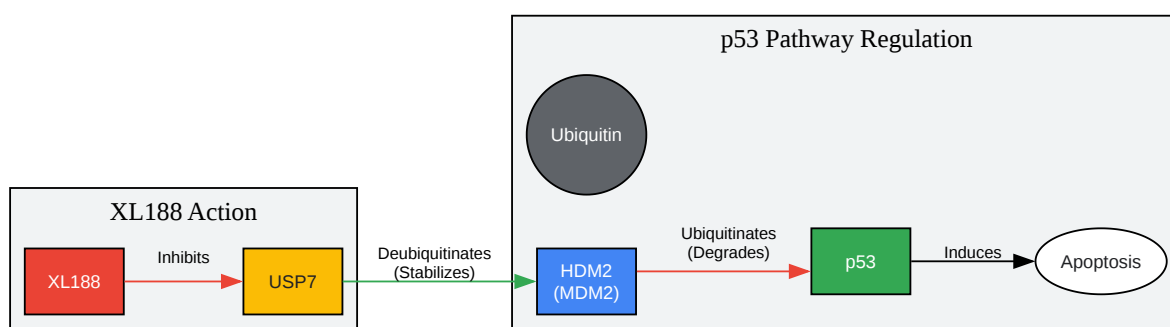 p53 Pathway Regulation
Ubiquitin
XL188 Action
XL188
Inhibits
USP7
Deubiquitinates
(Stabilizes)
HDM2
(MDM2)
Ubiquitinates
(Degrades)
p53
Induces
Apoptosis